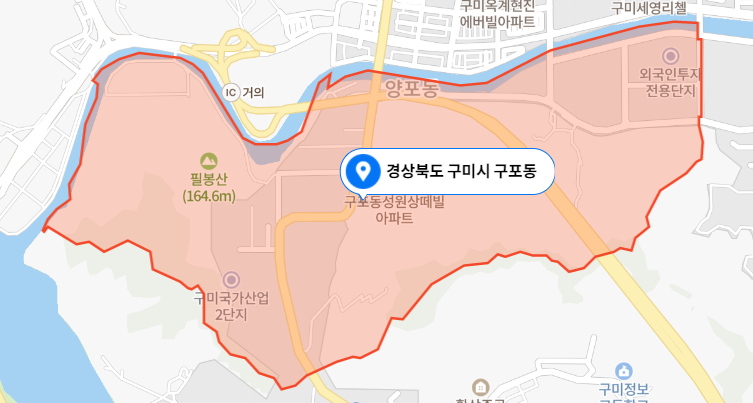 구미옥계현진
에버빌아파트
구미세영리첼
외국인투자
전용단지
IC 거의
양포동
필봉산
(164.6m)
경상북도 구미시 구포동
구포동성원상떼빌
아파트
구미국가산업
2단지
구미정보